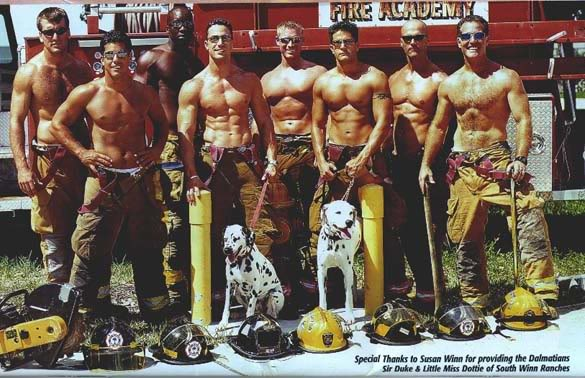 FIRE ACADEMY
Special Thanks to Susan Winn for providing the Dalmatians
Sir Duke & Little Miss Dottie of South Winn Ranches